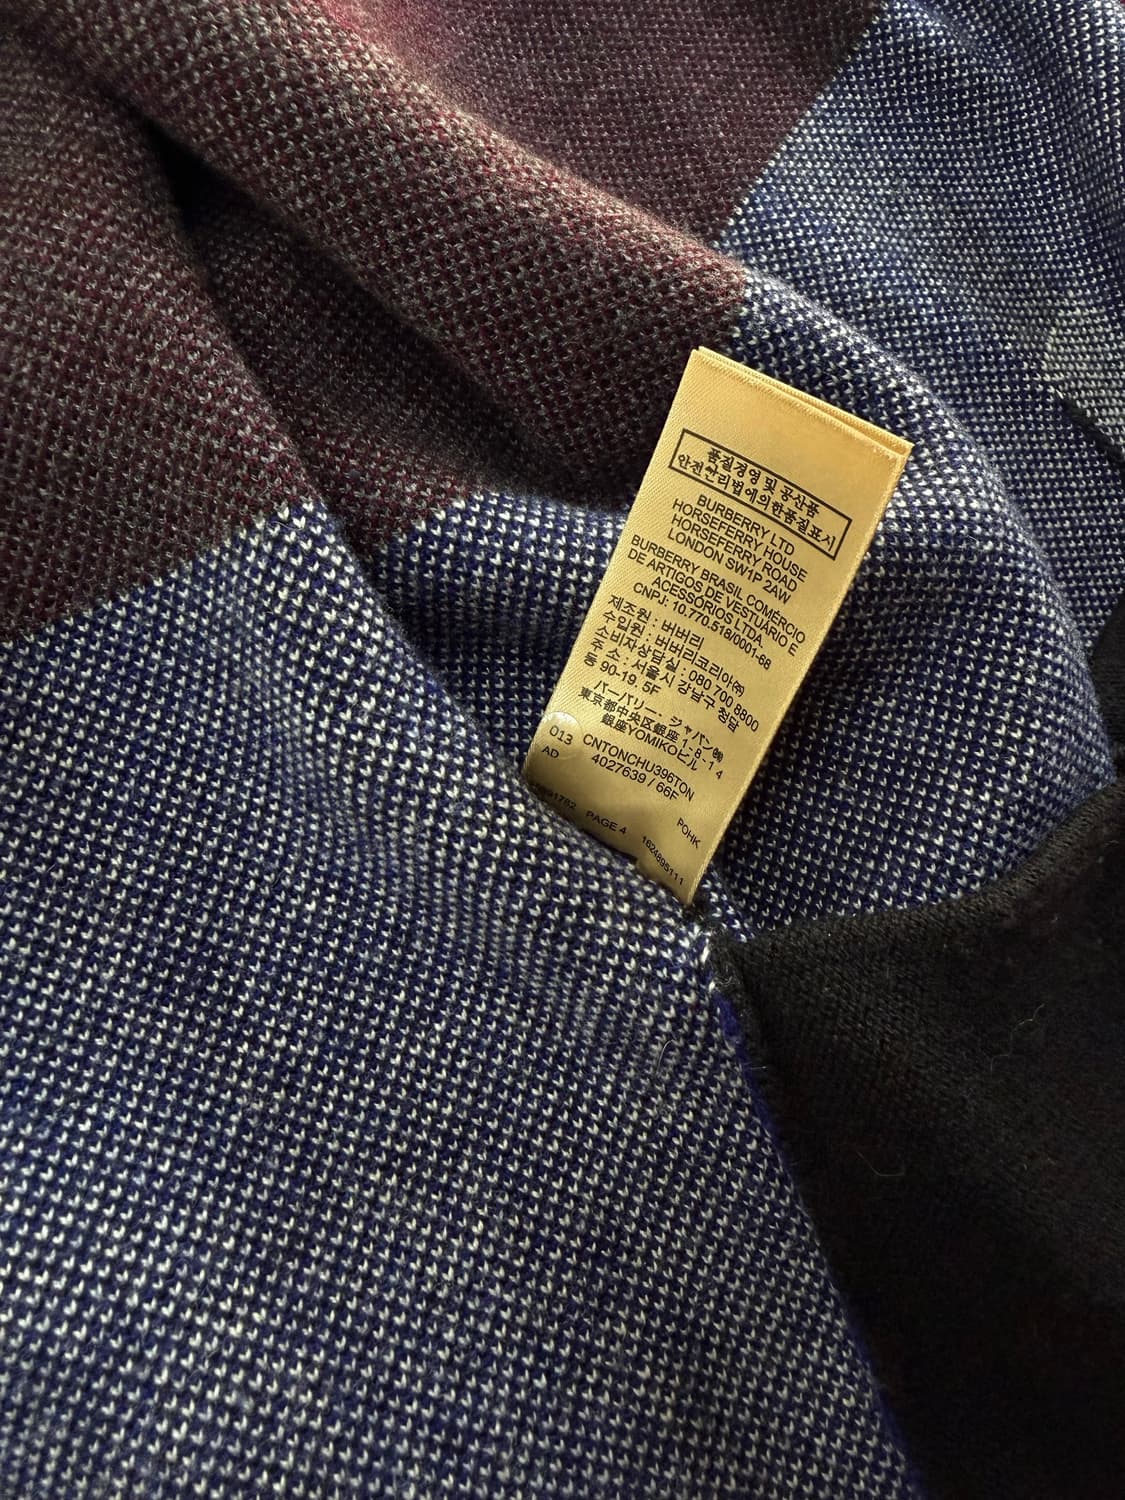 품질경영 및 공산품
안전관리법에의한품질표시
BURBERRY LTD
HORSEFERRY HOUSE
HORSEFERRY ROAD
LONDON SW1P 2AW
BURBERRY BRASIL COMÉRCIO
DE ARTIGOS DE VESTUÁRIO E
ACESSÓRIOS LTDA.
CNPJ: 10.770.518/0001-68
제조원 : 버버리
수입원 : 버버리코리아㈜
소비자상담실 : 080 700 8800
주 소 : 서울시 강남구 청담
동 90-19, 5F
バーバリー・ジャパン㈱
東京都中央区銀座 1-8-14
銀座YOMIKOビル
013 CNTONCHU396TON
AD 4027639 / 66F
PAGE 4
POHK
1624895111